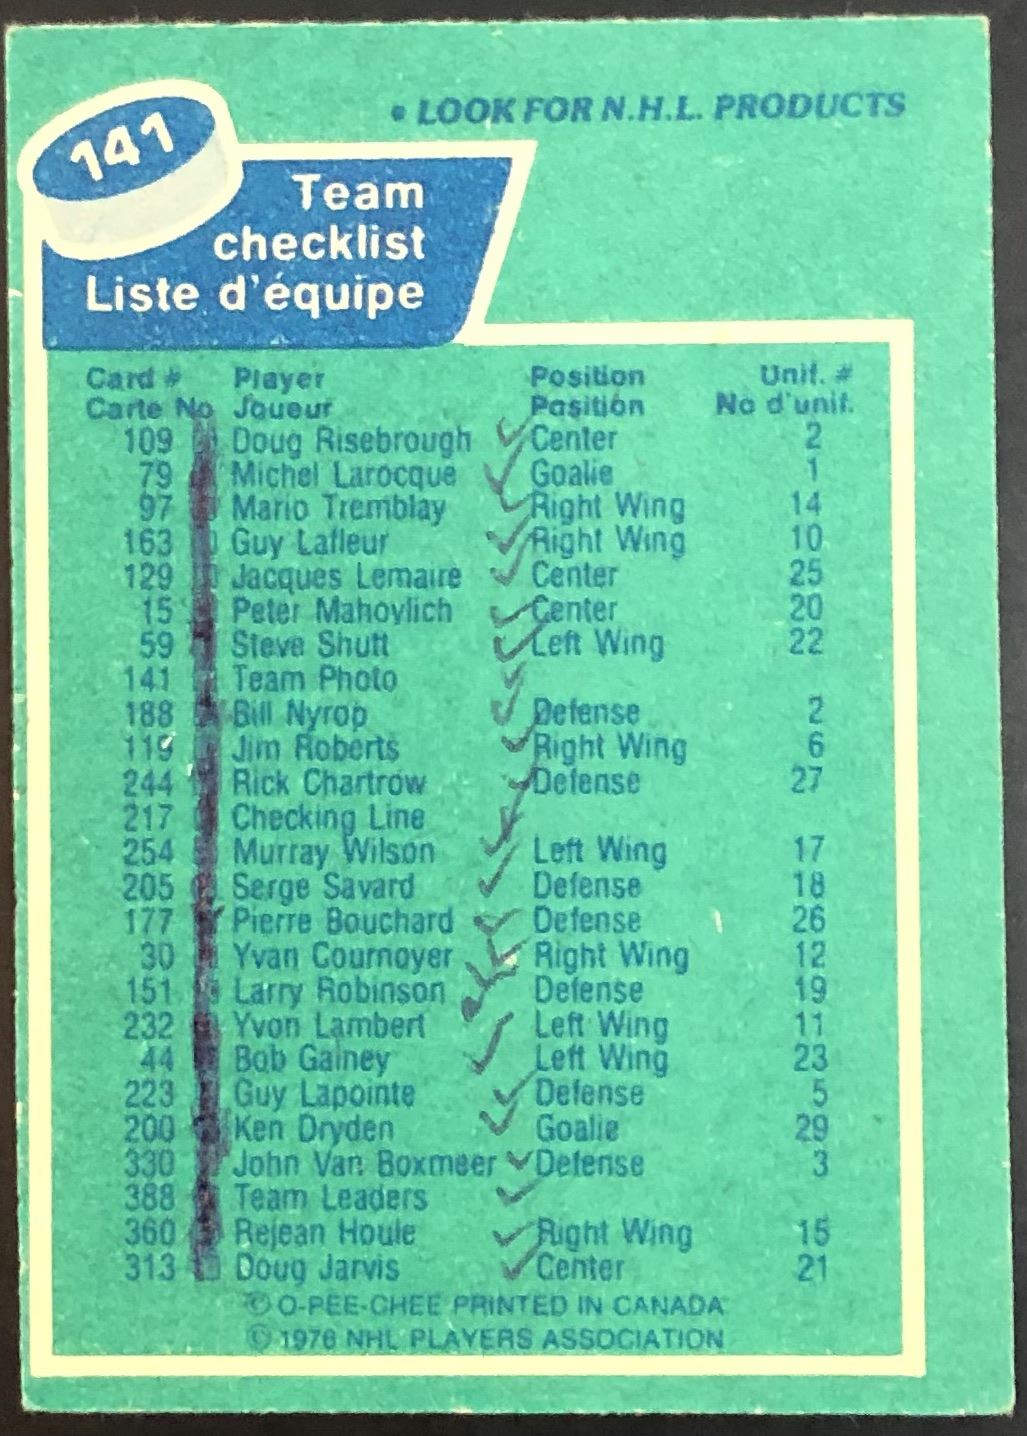 • LOOK FOR N.H.L. PRODUCTS
141
Team
checklist
Liste d'équipe
Card # Player Position Unif. #
Carte No Joueur Position No d'unif.
109 Doug Risebrough Center 2
79 Michel Larocque Goalie 1
97 Mario Tremblay Right Wing 14
163 Guy Lafleur Right Wing 10
129 Jacques Lemaire Center 25
15 Peter Mahovlich Center 20
59 Steve Shutt Left Wing 22
141 Team Photo
188 Bill Nyrop Defense 2
119 Jim Roberts Right Wing 6
244 Rick Chartrow Defense 27
217 Checking Line
254 Murray Wilson Left Wing 17
205 Serge Savard Defense 18
177 Pierre Bouchard Defense 26
30 Yvan Cournoyer Right Wing 12
151 Larry Robinson Defense 19
232 Yvon Lambert Left Wing 11
44 Bob Gainey Left Wing 23
223 Guy Lapointe Defense 5
200 Ken Dryden Goalie 29
330 John Van Boxmeer Defense 3
388 Team Leaders
360 Rejean Houle Right Wing 15
313 Doug Jarvis Center 21
© O-PEE-CHEE PRINTED IN CANADA
© 1976 NHL PLAYERS ASSOCIATION